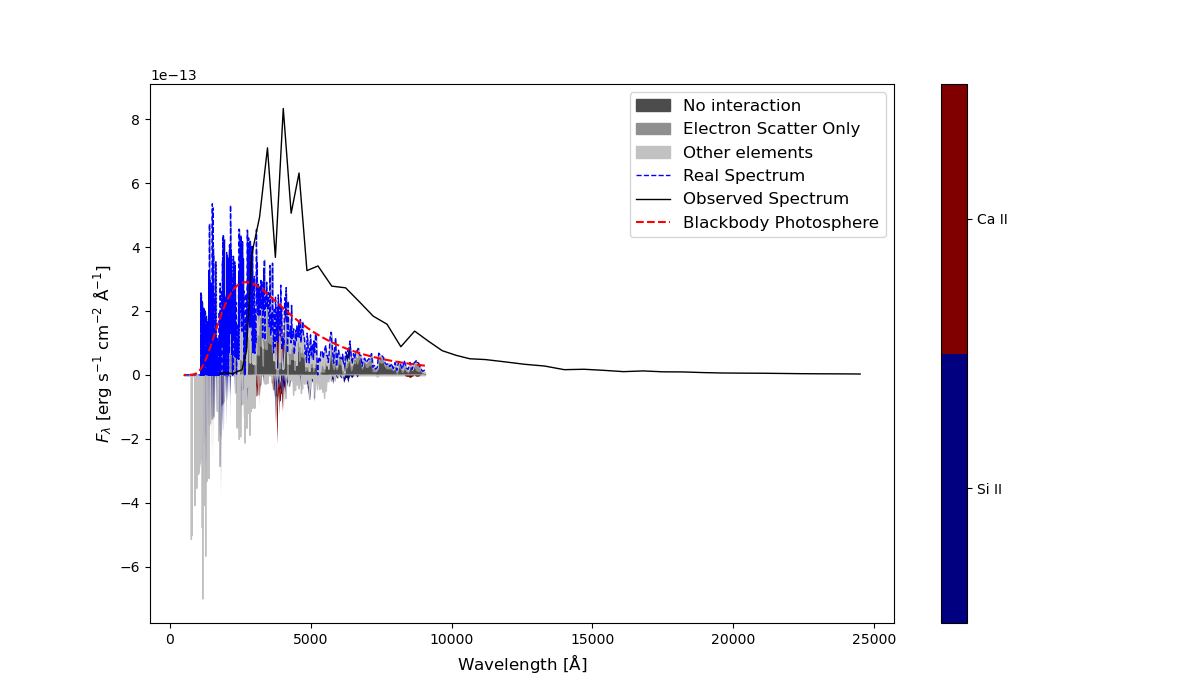 1e−13
No interaction
Electron Scatter Only
Other elements
Real Spectrum
Observed Spectrum
Blackbody Photosphere
8
6
4
2
0
−2
−4
−6
F_λ [erg s⁻¹ cm⁻² Å⁻¹]
0 5000 10000 15000 20000 25000
Wavelength [Å]
Ca II
Si II